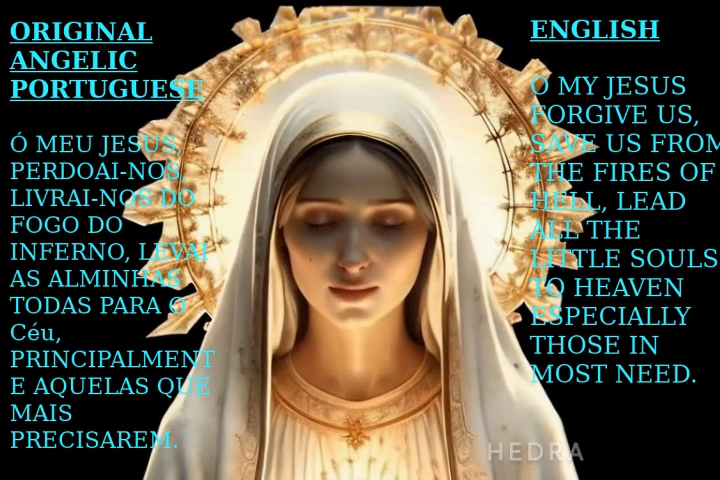 ORIGINAL
ANGELIC
PORTUGUESE
Ó MEU JESUS,
PERDOAI-NOS,
LIVRAI-NOS DO
FOGO DO
INFERNO, LEVAI
AS ALMINHAS
TODAS PARA O
Céu,
PRINCIPALMENT
E AQUELAS QUE
MAIS
PRECISAREM.
ENGLISH
O MY JESUS
FORGIVE US,
SAVE US FROM
THE FIRES OF
HELL, LEAD
ALL THE
LITTLE SOULS
TO HEAVEN
ESPECIALLY
THOSE IN
MOST NEED.
HEDRA